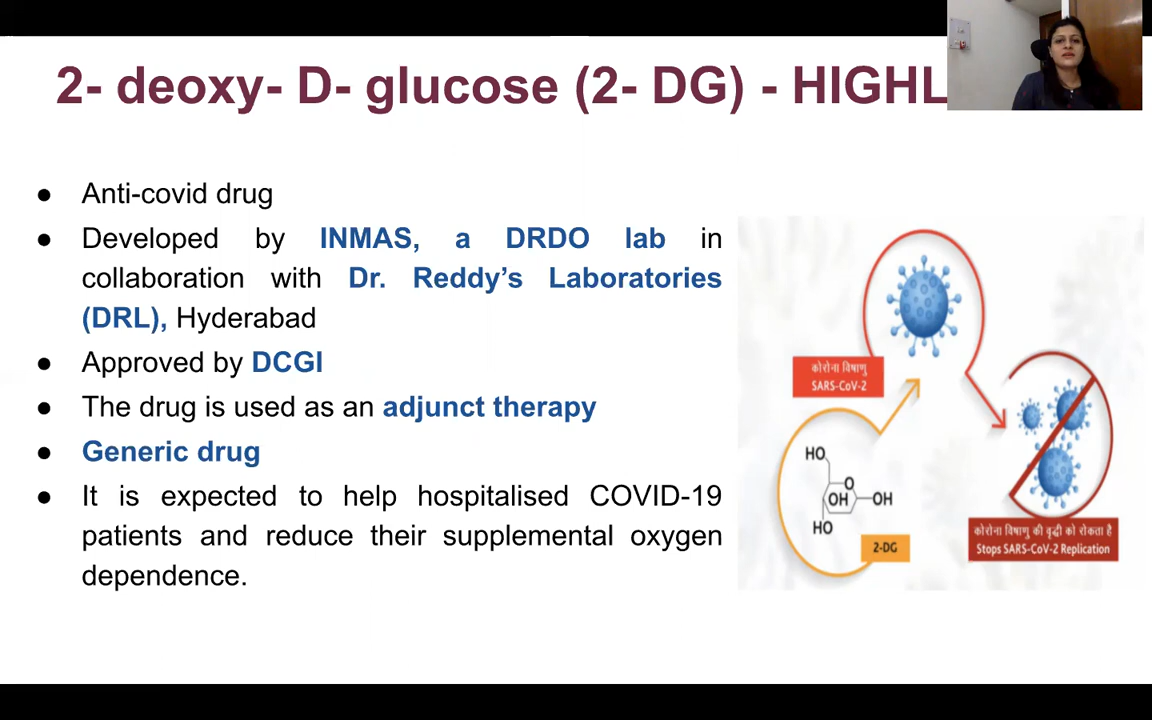 2- deoxy- D- glucose (2- DG) - HIGHL
● Anti-covid drug
● Developed by INMAS, a DRDO lab in
collaboration with Dr. Reddy’s Laboratories
(DRL), Hyderabad
● Approved by DCGI
● The drug is used as an adjunct therapy
● Generic drug
● It is expected to help hospitalised COVID-19
patients and reduce their supplemental oxygen
dependence.
कोरोना विषाणु
SARS-CoV-2
HO
O
OH
OH
HO
2-DG
कोरोना विषाणु की वृद्धी को रोकता है
Stops SARS-CoV-2 Replication